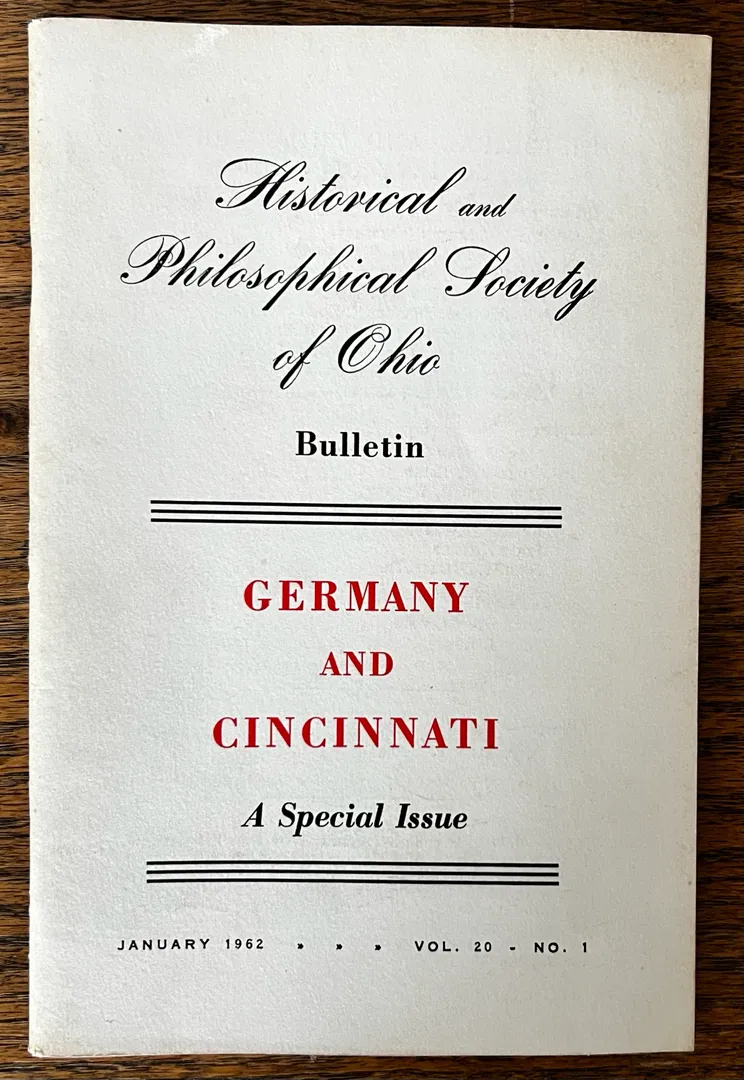 Historical and
Philosophical Society
of Ohio
Bulletin
GERMANY
AND
CINCINNATI
A Special Issue
JANUARY 1962 » » » VOL. 20 - NO. 1